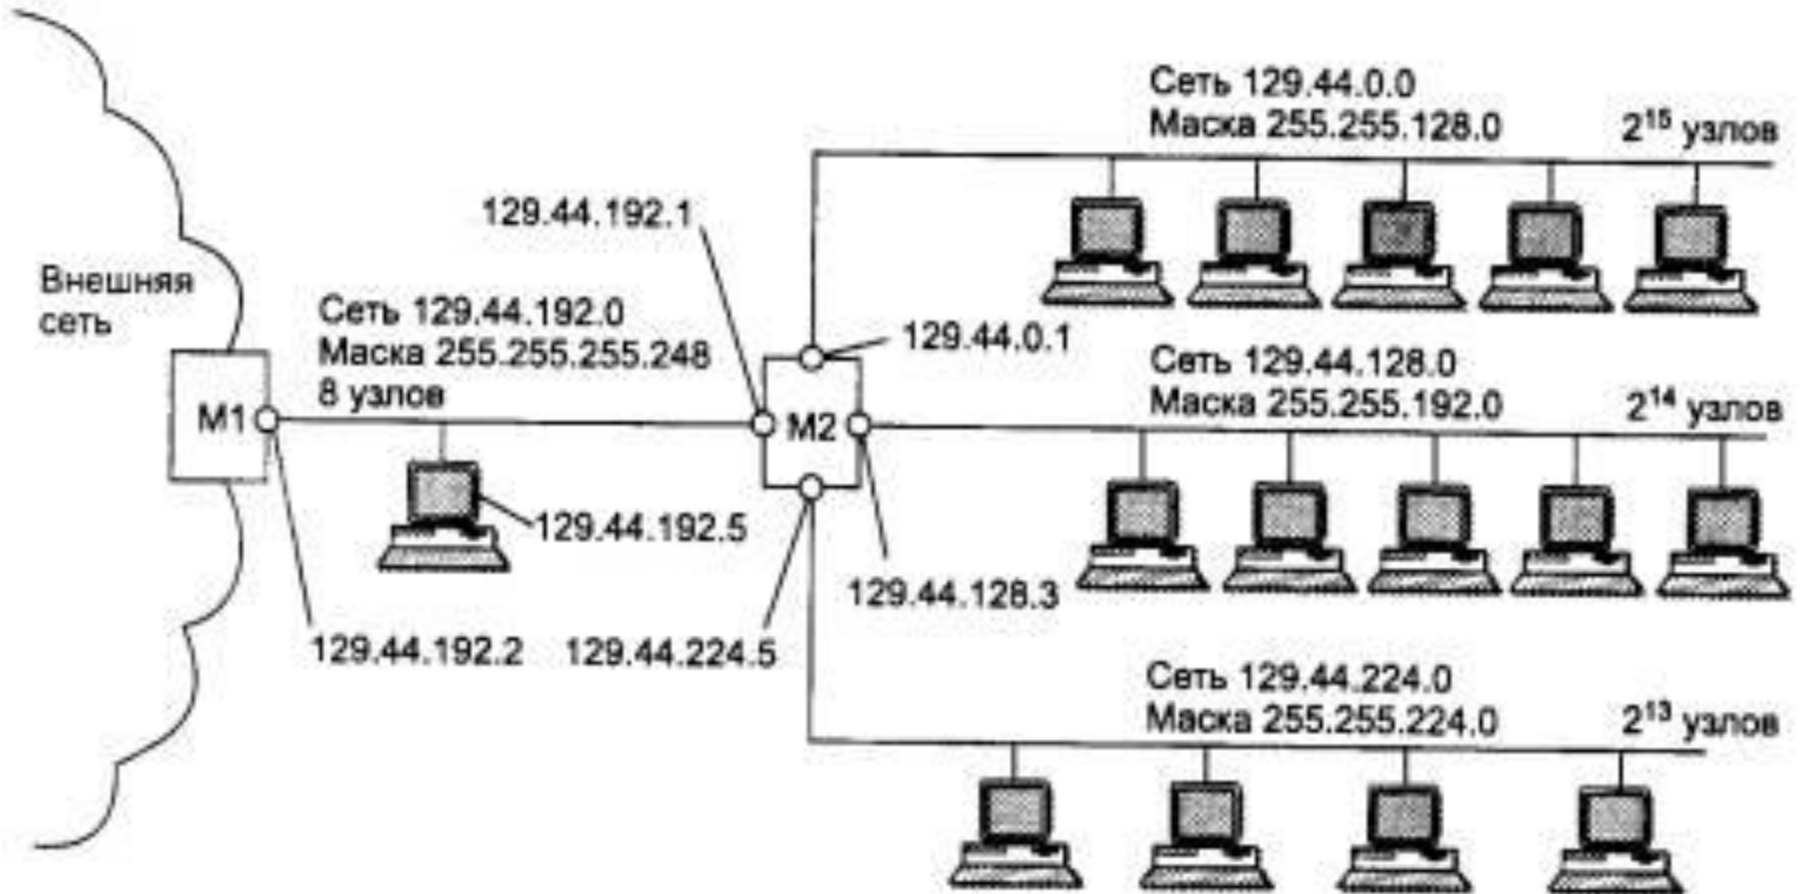 Внешняя
сеть
M1
129.44.192.2
Сеть 129.44.192.0
Маска 255.255.255.248
8 узлов
129.44.192.5
129.44.192.1
M2
129.44.0.1
129.44.128.3
129.44.224.5
Сеть 129.44.0.0
Маска 255.255.128.0
2¹⁵ узлов
Сеть 129.44.128.0
Маска 255.255.192.0
2¹⁴ узлов
Сеть 129.44.224.0
Маска 255.255.224.0
2¹³ узлов